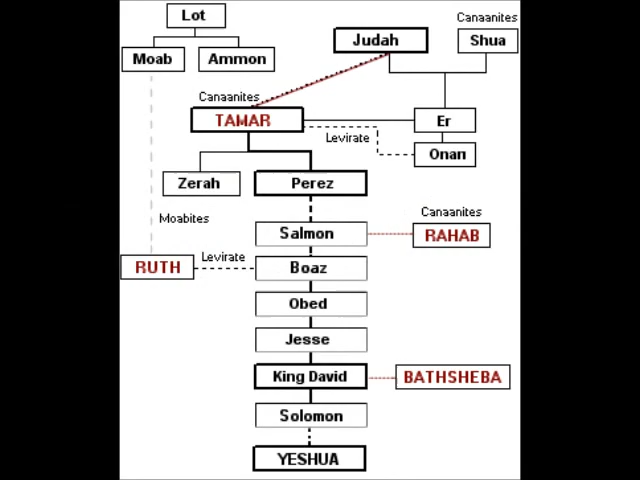 Lot
Canaanites
Judah
Shua
Moab
Ammon
Canaanites
TAMAR
Er
Levirate
Onan
Zerah
Perez
Moabites
Canaanites
Salmon
RAHAB
Levirate
RUTH
Boaz
Obed
Jesse
King David
BATHSHEBA
Solomon
YESHUA